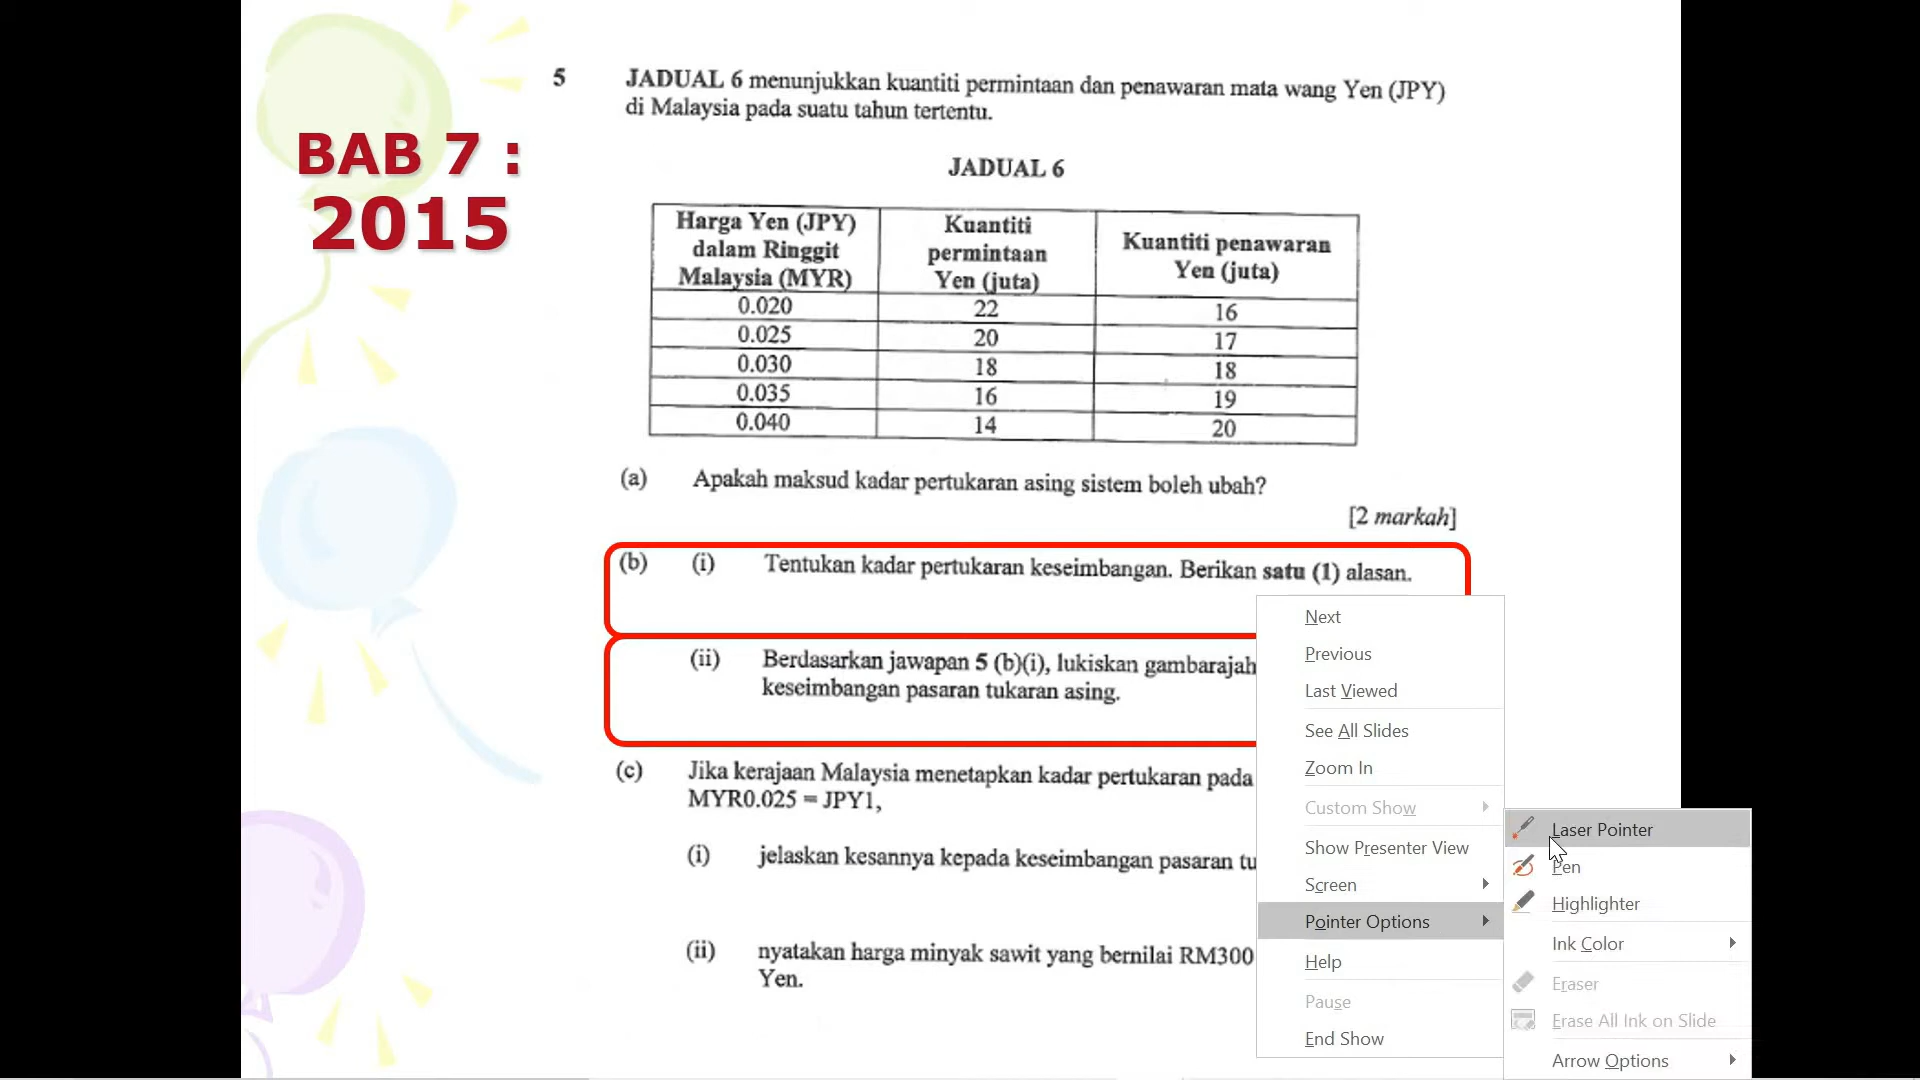 BAB 7 :
2015
5 JADUAL 6 menunjukkan kuantiti permintaan dan penawaran mata wang Yen (JPY)
di Malaysia pada suatu tahun tertentu.
JADUAL 6
Harga Yen (JPY) dalam Ringgit Malaysia (MYR) Kuantiti permintaan Yen (juta) Kuantiti penawaran Yen (juta)
0.020 22 16
0.025 20 17
0.030 18 18
0.035 16 19
0.040 14 20
(a) Apakah maksud kadar pertukaran asing sistem boleh ubah?
[2 markah]
(b) (i) Tentukan kadar pertukaran keseimbangan. Berikan satu (1) alasan.
(ii) Berdasarkan jawapan 5 (b)(i), lukiskan gambarajah
keseimbangan pasaran tukaran asing.
(c) Jika kerajaan Malaysia menetapkan kadar pertukaran pada
MYR0.025 = JPY1,
(i) jelaskan kesannya kepada keseimbangan pasaran tu
(ii) nyatakan harga minyak sawit yang bernilai RM300
Yen.
Next
Previous
Last Viewed
See All Slides
Zoom In
Custom Show
Show Presenter View
Screen
Pointer Options
Help
Pause
End Show
Laser Pointer
Pen
Highlighter
Ink Color
Eraser
Erase All Ink on Slide
Arrow Options